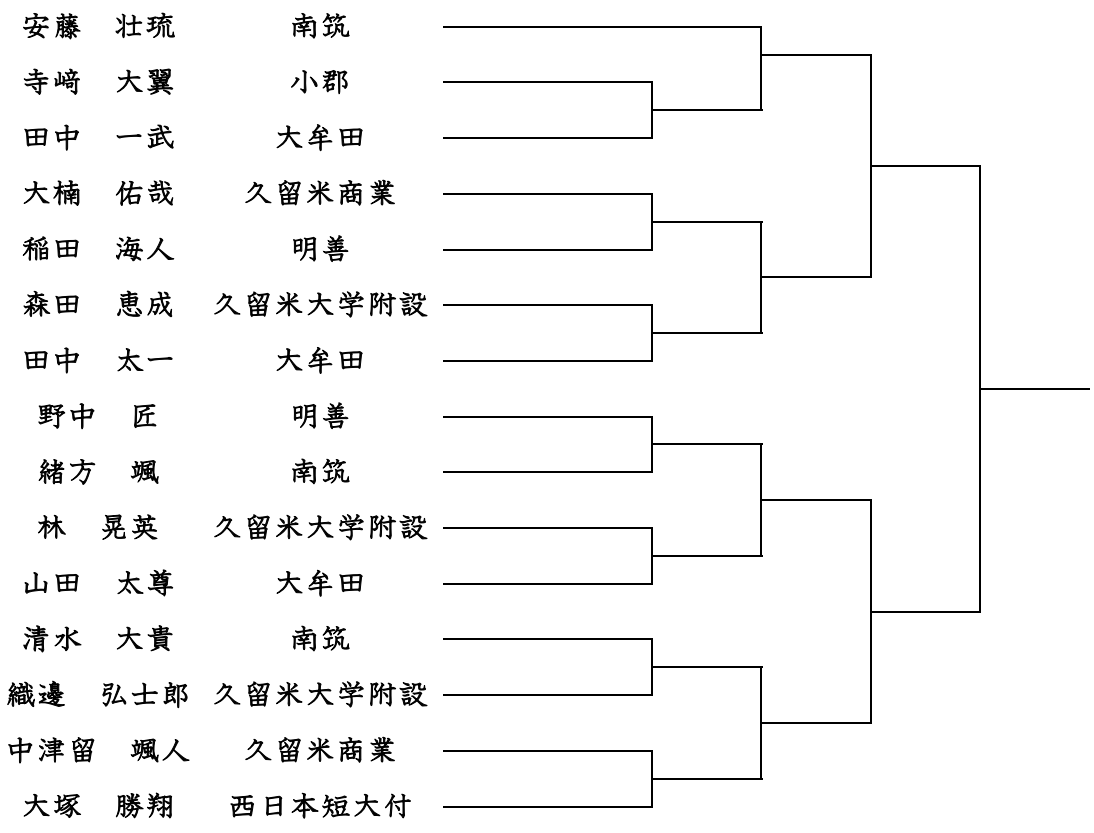 安藤　壮琉　南筑
寺﨑　大翼　小郡
田中　一武　大牟田
大楠　佑哉　久留米商業
稲田　海人　明善
森田　恵成　久留米大学附設
田中　太一　大牟田
野中　匠　明善
緒方　颯　南筑
林　晃英　久留米大学附設
山田　太尊　大牟田
清水　大貴　南筑
織邊　弘士郎　久留米大学附設
中津留　颯人　久留米商業
大塚　勝翔　西日本短大付